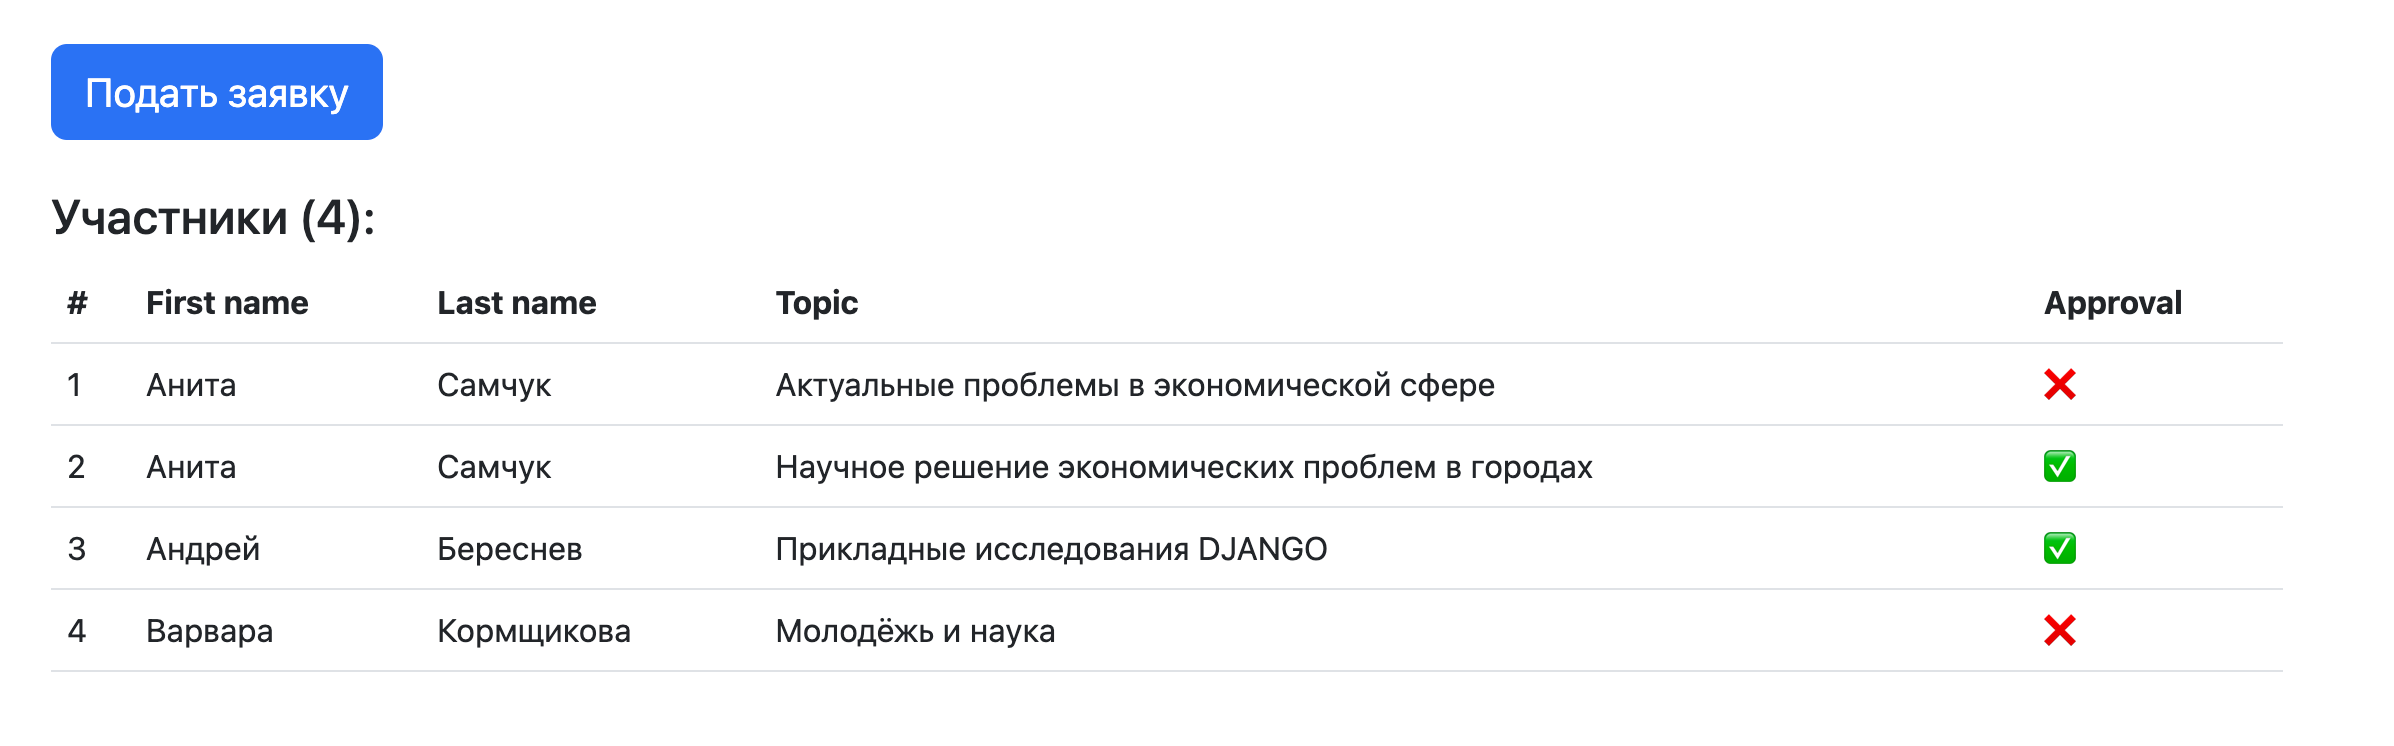 Подать заявку
Участники (4):
# First name Last name Topic Approval
1 Анита Самчук Актуальные проблемы в экономической сфере ❌
2 Анита Самчук Научное решение экономических проблем в городах ✅
3 Андрей Береснев Прикладные исследования DJANGO ✅
4 Варвара Кормщикова Молодёжь и наука ❌